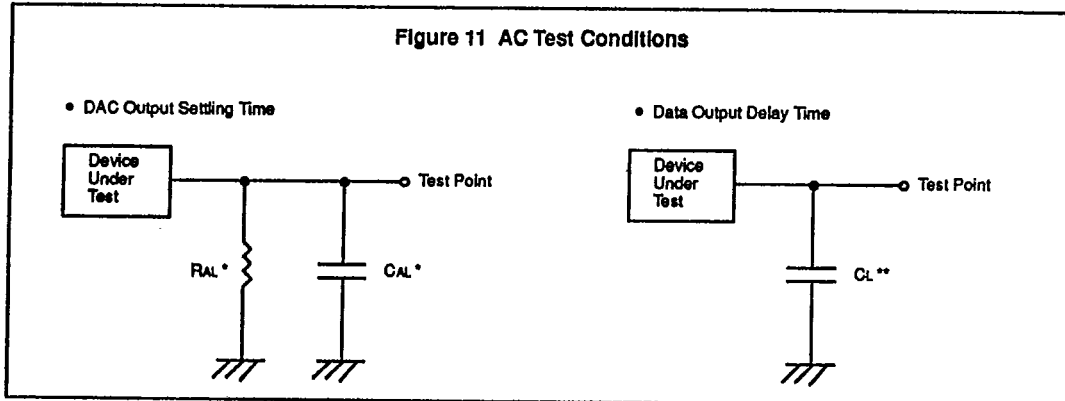 Figure 11 AC Test Conditions
• DAC Output Settling Time
Device
Under
Test
Test Point
RAL *
CAL *
• Data Output Delay Time
Device
Under
Test
Test Point
CL **